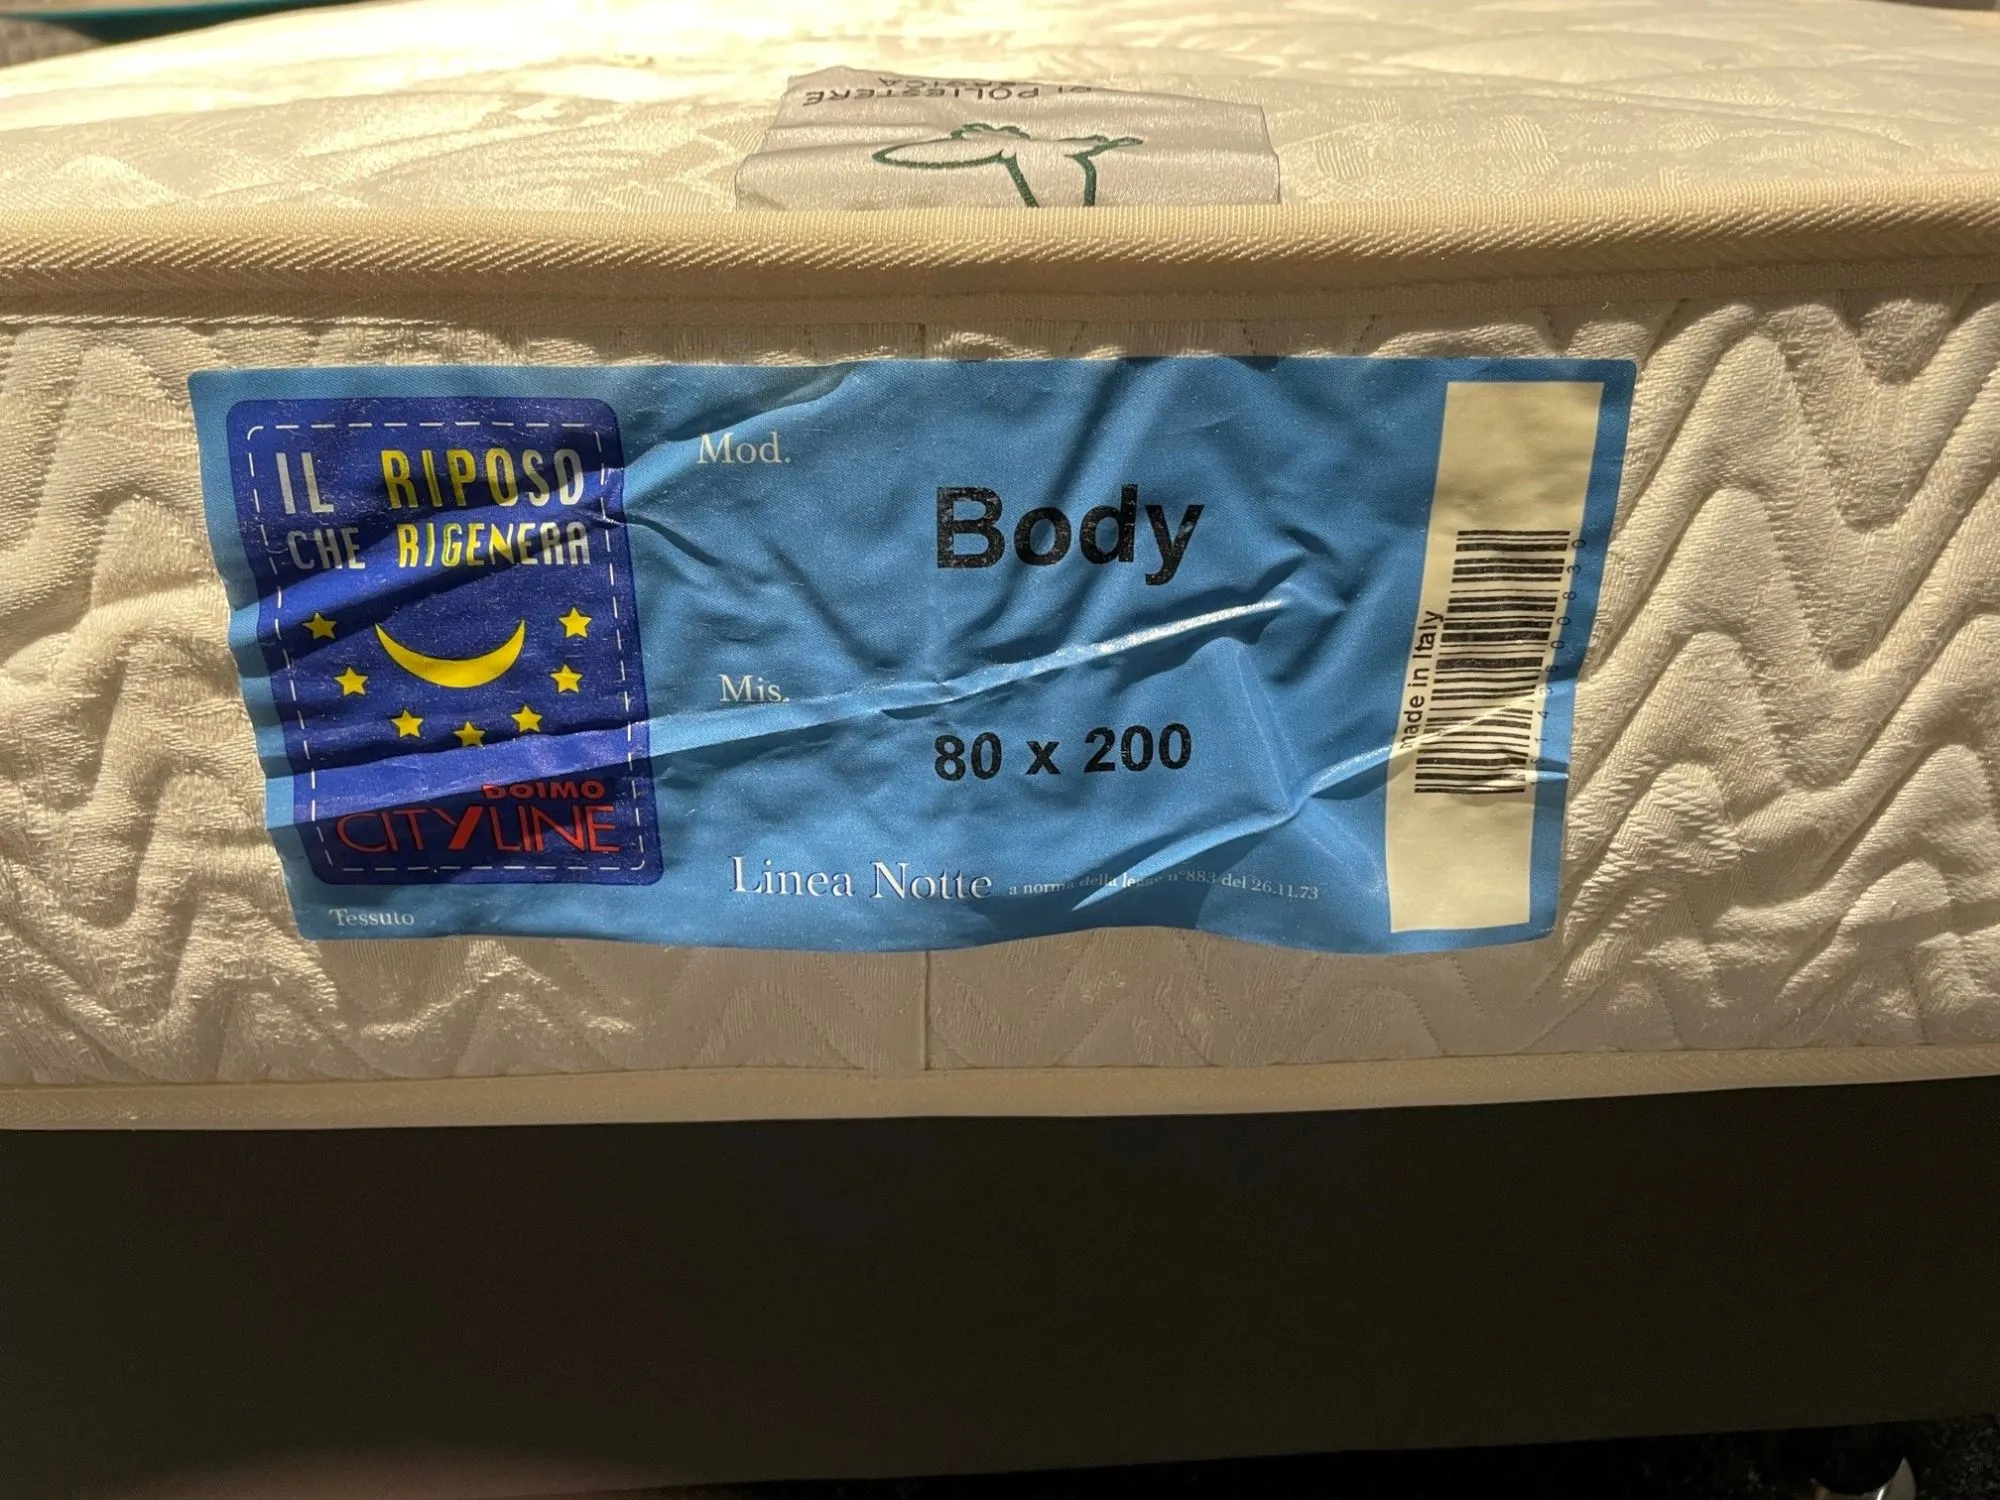 DI POLIESTERE
IL RIPOSO
CHE RIGENERA
DOIMO
CITYLINE
Tessuto
Mod.
Body
Mis.
80 x 200
Linea Notte a norma della legge n°883 del 26.11.73
made in Italy